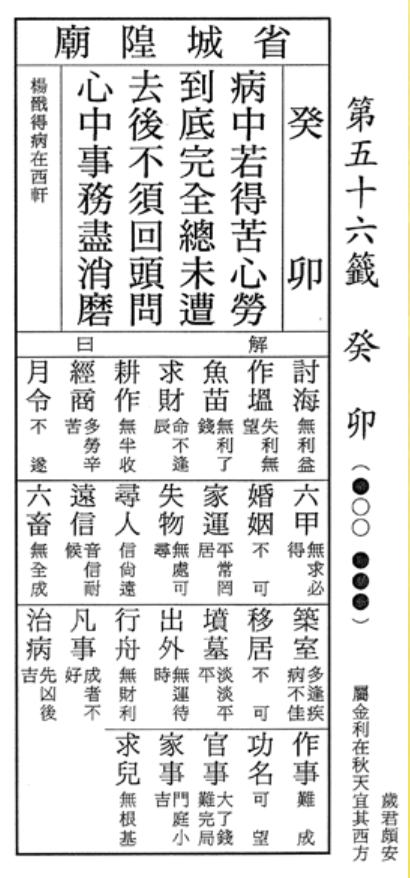 第五十六籤 癸卯（●○○ ●●●）
歲君頗安
屬金利在秋天宜其西方
省城隍廟
癸卯
病中若得苦心勞
到底完全總未遭
去後不須回頭問
心中事務盡消磨
楊戩得病在西軒
解曰
討海 無利益
作塭 失利無望
魚苗 無利了錢
求財 命不逢辰
耕作 無半收
經商 多勞辛苦
月令 不遂
六甲 無求必得
婚姻 不可
家運 平常罔居
失物 無處可尋
尋人 信尚遠
遠信 音信耐候
六畜 無全成
築室 多逢疾病不佳
移居 不可
墳墓 淡淡平平
出外 無運待時
行舟 無財利
凡事 成者不好
治病 先凶後吉
作事 難成
功名 可望
官事 大了錢難完局
家事 門庭小吉
求兒 無根基